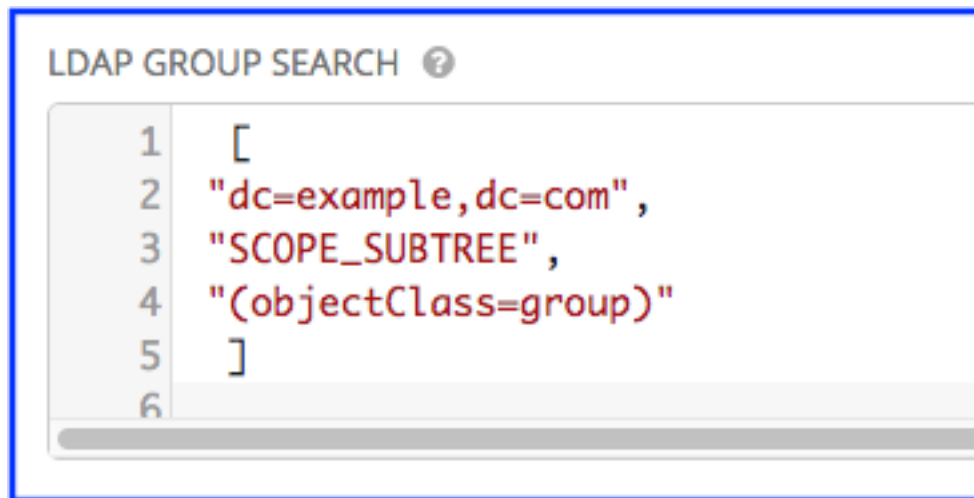 LDAP GROUP SEARCH ?
1 [
2 "dc=example,dc=com",
3 "SCOPE_SUBTREE",
4 "(objectClass=group)"
5 ]
6